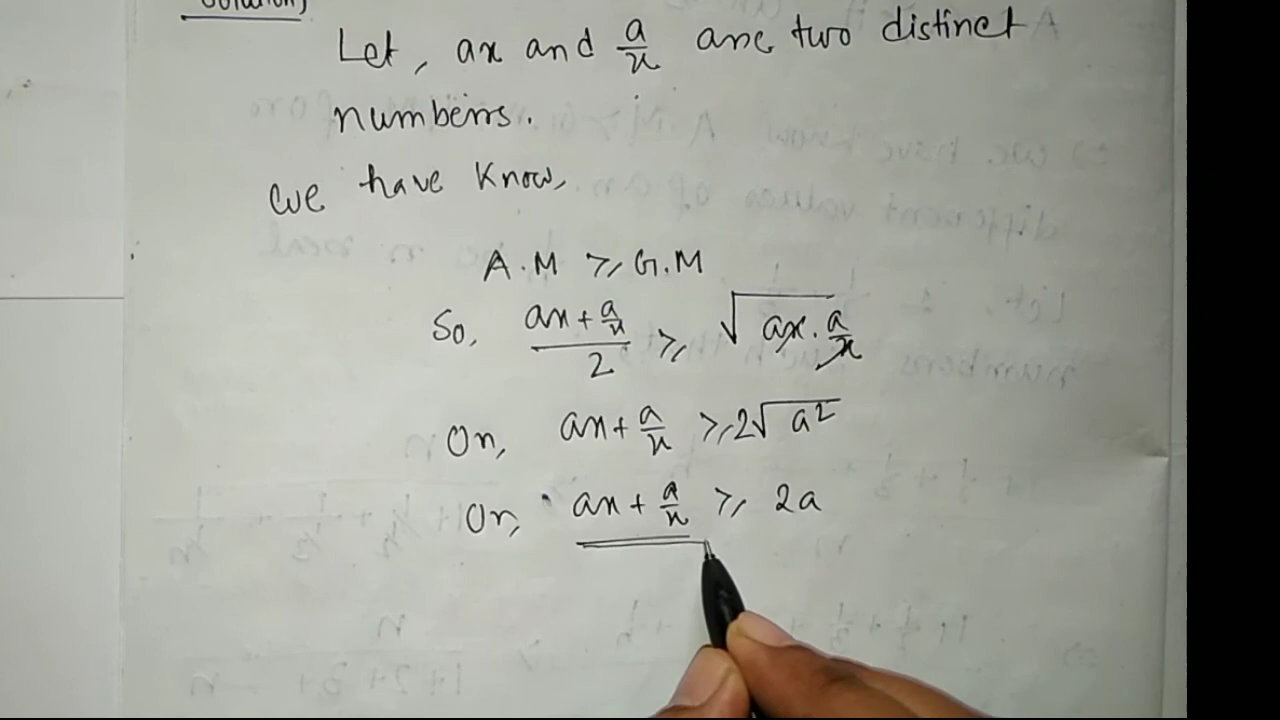 Solution,
Let, ax and a/x are two distinct
numbers.
we have know,
A.M ≥ G.M
So, (ax + a/x)/2 ≥ √(ax · a/x)
Or, ax + a/x ≥ 2√(a²)
Or, ax + a/x ≥ 2a